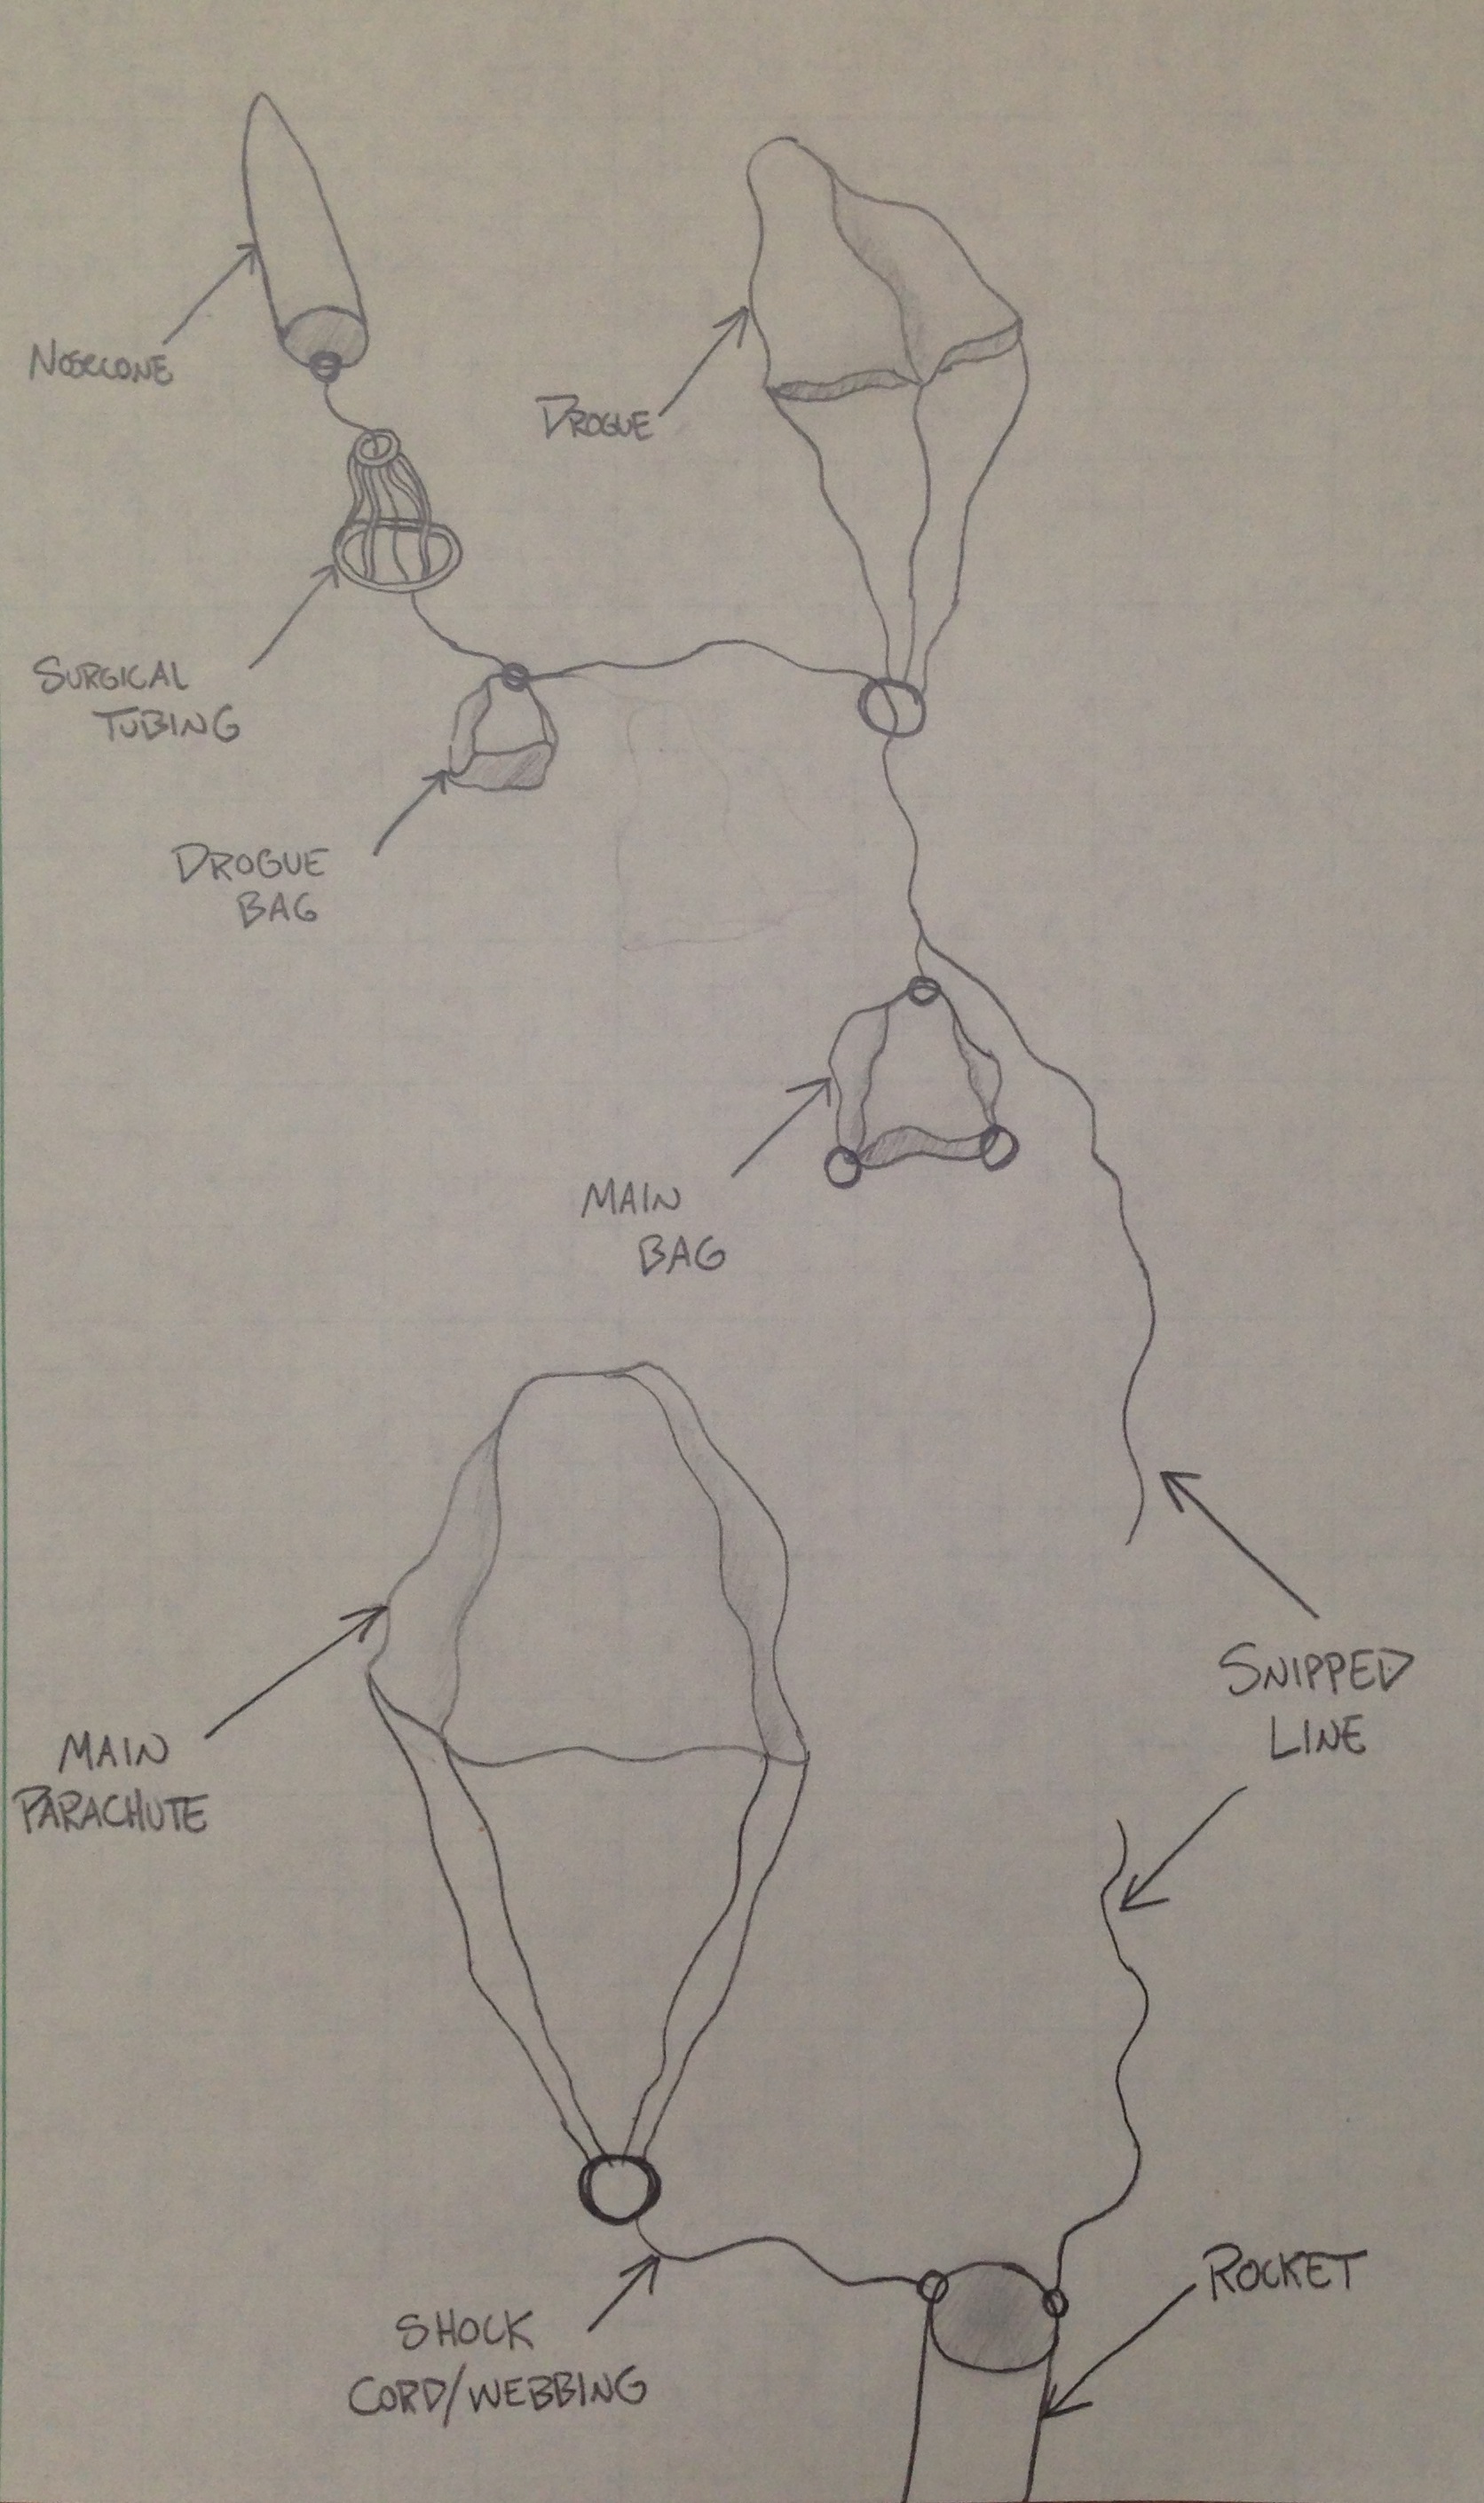 NOSECONE
DROGUE
SURGICAL
TUBING
DROGUE
BAG
MAIN
BAG
SNIPPED
LINE
MAIN
PARACHUTE
ROCKET
SHOCK
CORD/WEBBING